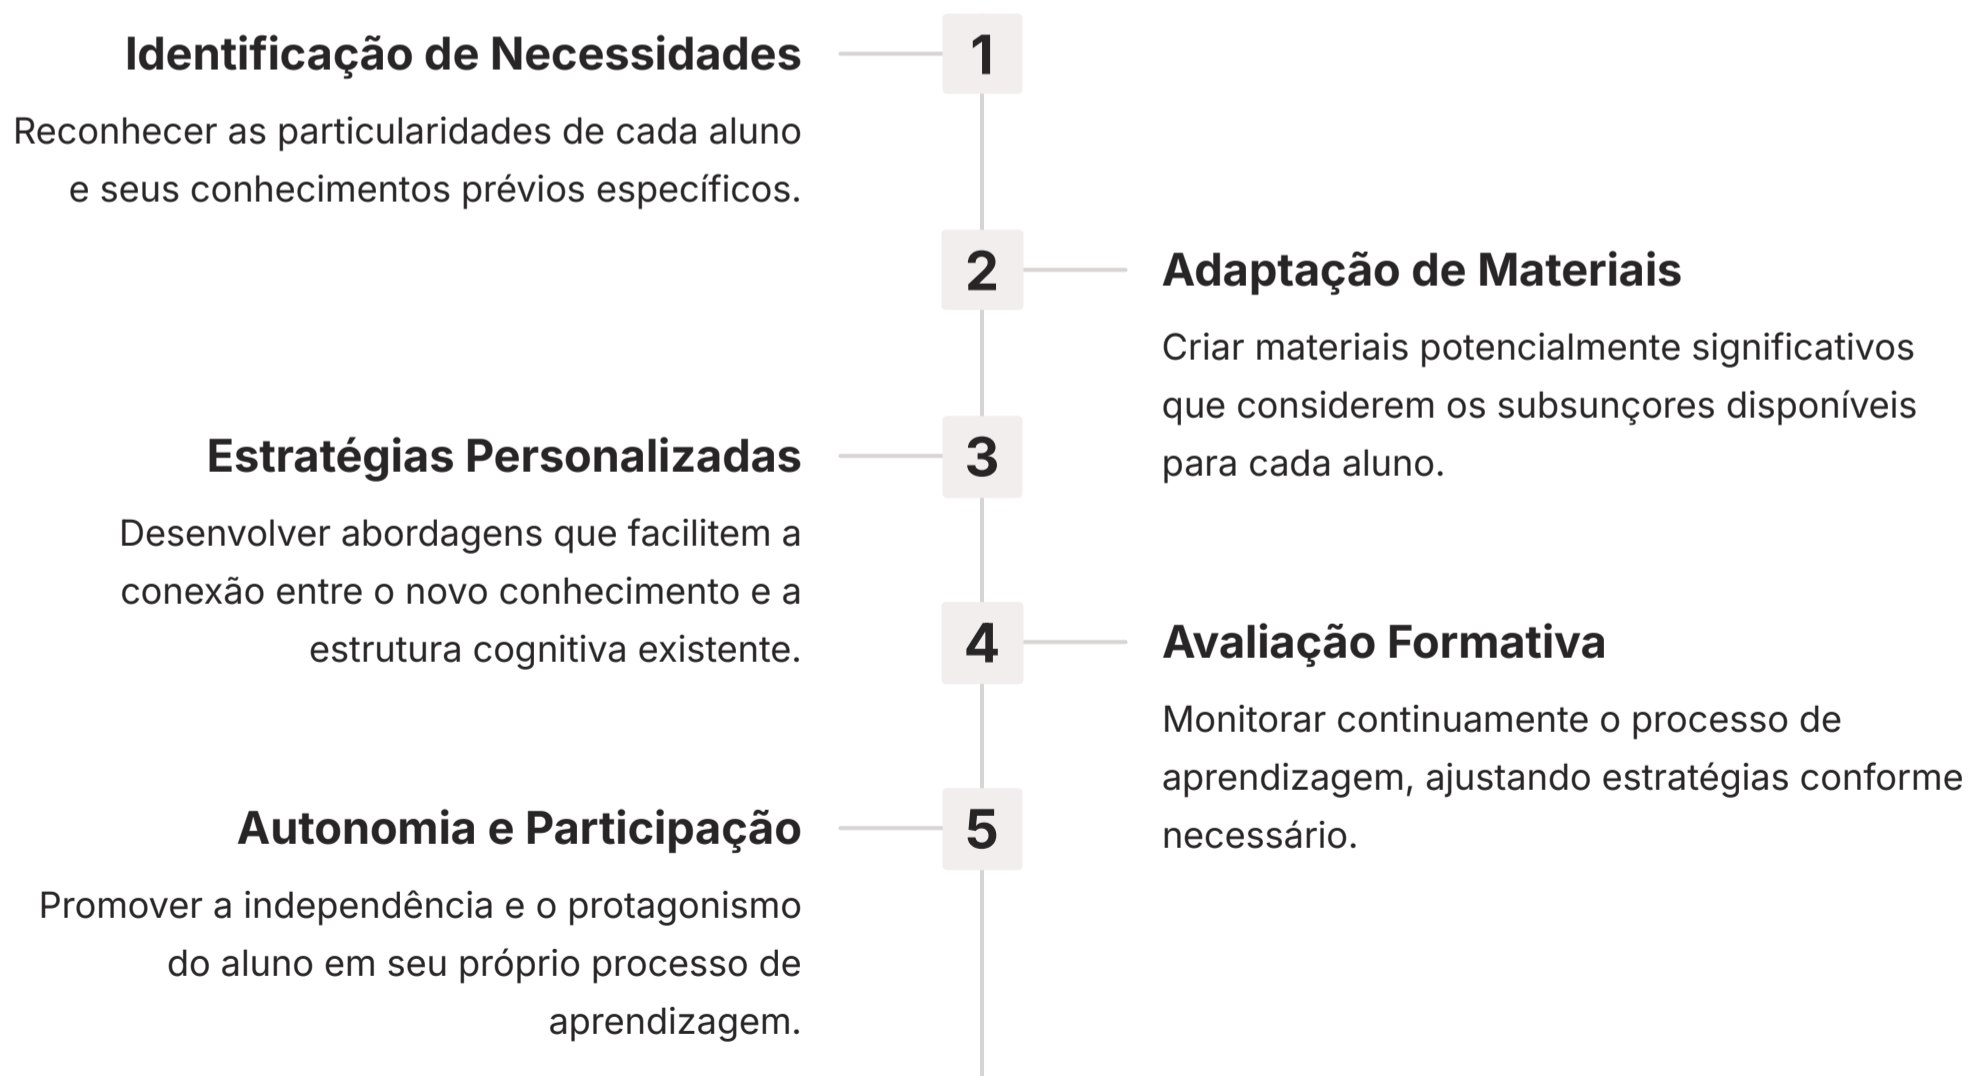 Identificação de Necessidades
1
Reconhecer as particularidades de cada aluno
e seus conhecimentos prévios específicos.
2
Adaptação de Materiais
Criar materiais potencialmente significativos
que considerem os subsunçores disponíveis
para cada aluno.
Estratégias Personalizadas
3
Desenvolver abordagens que facilitem a
conexão entre o novo conhecimento e a
estrutura cognitiva existente.
4
Avaliação Formativa
Monitorar continuamente o processo de
aprendizagem, ajustando estratégias conforme
necessário.
Autonomia e Participação
5
Promover a independência e o protagonismo
do aluno em seu próprio processo de
aprendizagem.